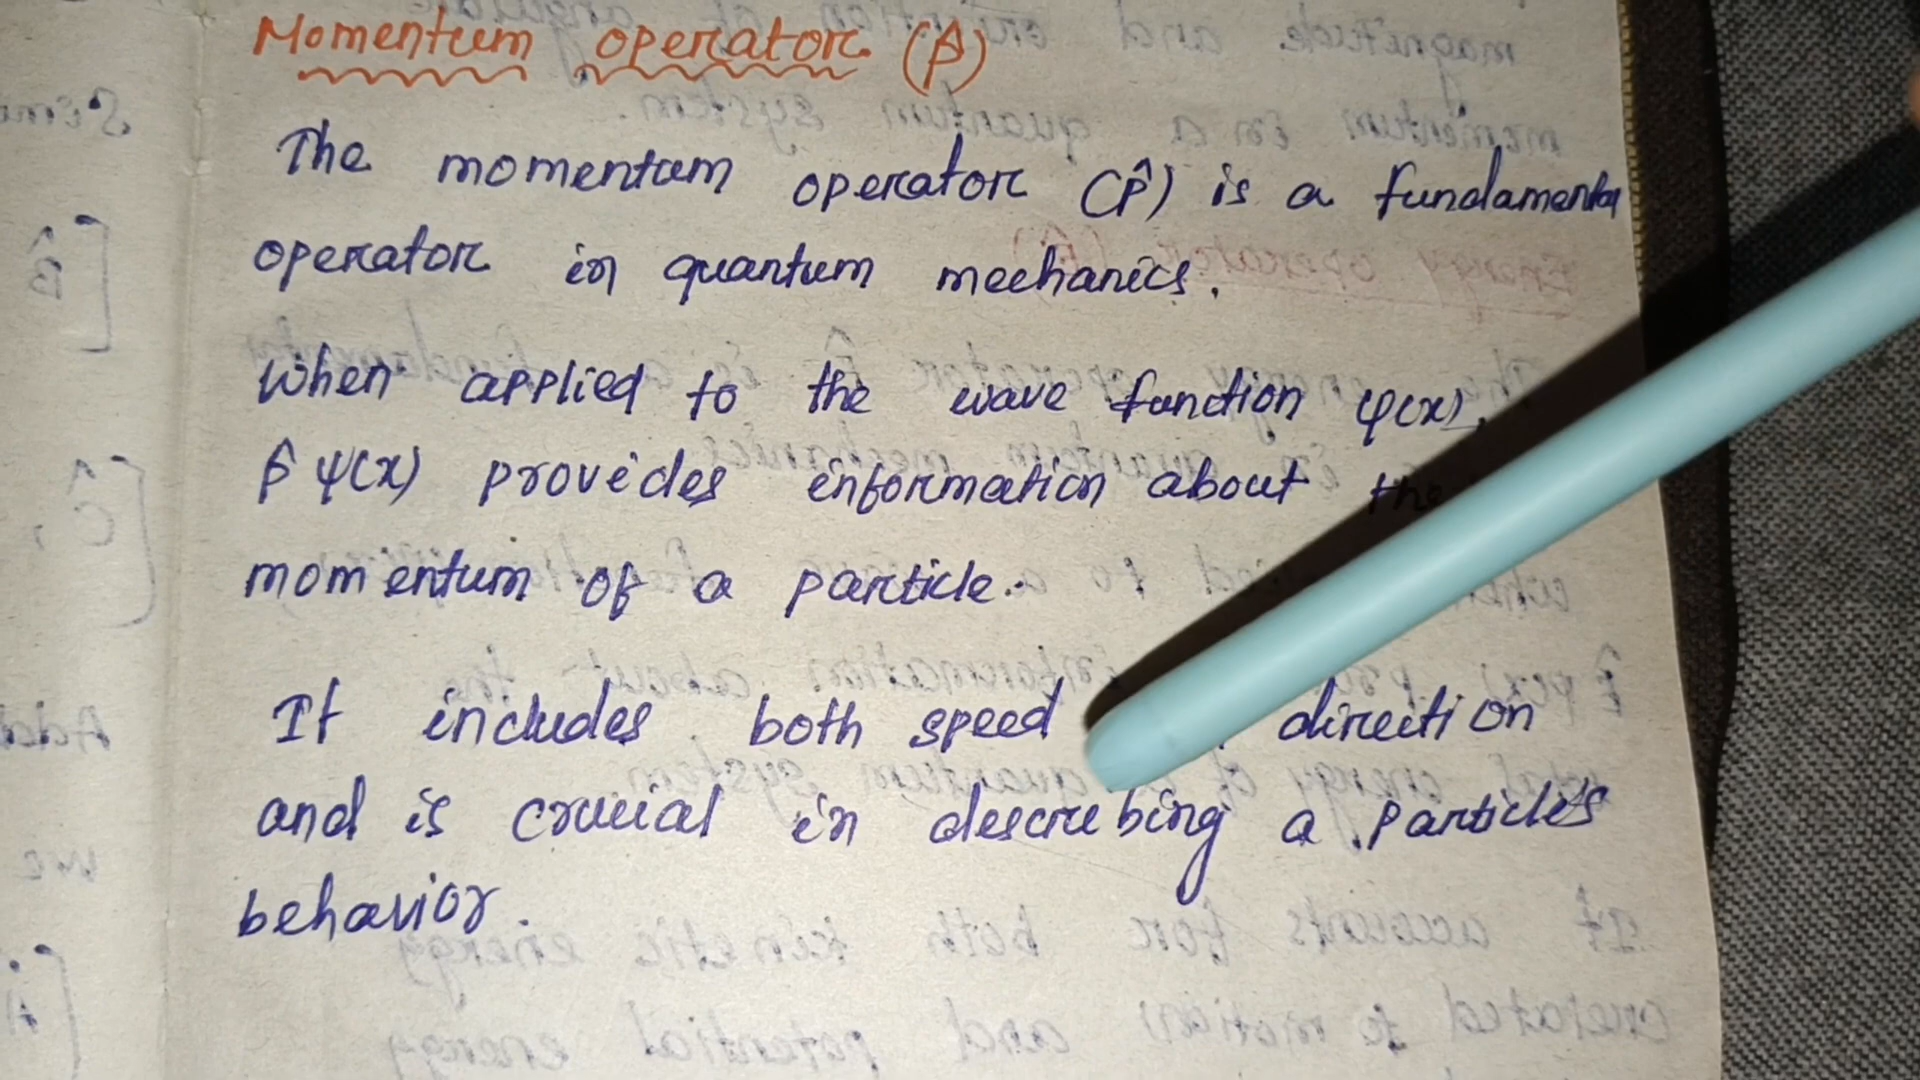 Momentum operator (p̂)
The momentum operator (p̂) is a fundamental
operator in quantum mechanics.
When applied to the wave function ψ(x),
p̂ ψ(x) provides information about the
momentum of a particle.
It includes both speed direction
and is crucial in describing a particle's
behavior.